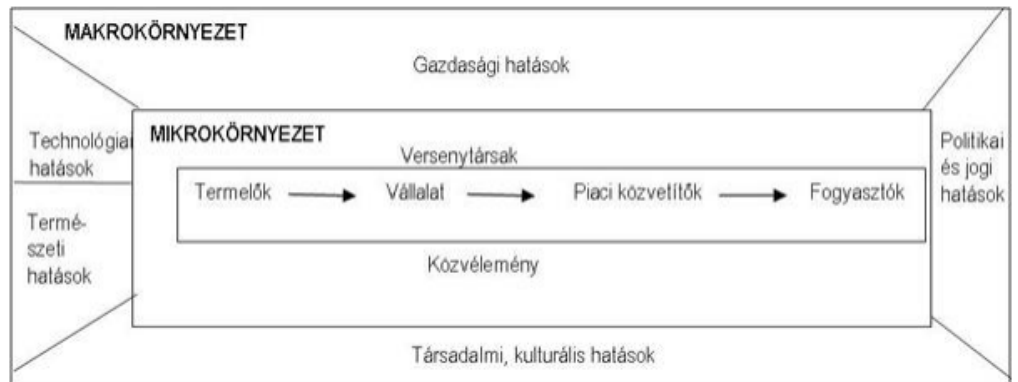 MAKROKÖRNYEZET
Gazdasági hatások
Technológiai
hatások
MIKROKÖRNYEZET
Versenytársak
Politikai
és jogi
hatások
Termelők
Vállalat
Piaci közvetítők
Fogyasztók
Termé-
szeti
hatások
Közvélemény
Társadalmi, kulturális hatások